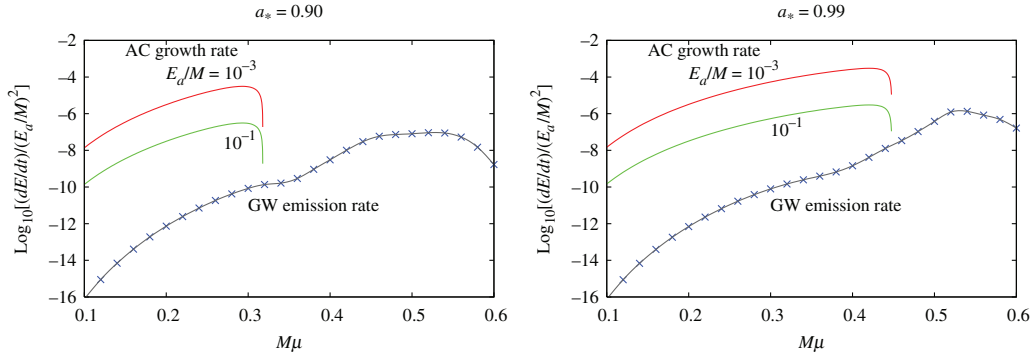 a* = 0.90
Log10[(dE/dt)/(Ea/M)2]
−2
−4
−6
−8
−10
−12
−14
−16
AC growth rate
Ea/M = 10−3
10−1
GW emission rate
0.1 0.2 0.3 0.4 0.5 0.6
Mμ
a* = 0.99
Log10[(dE/dt)/(Ea/M)2]
−2
−4
−6
−8
−10
−12
−14
−16
AC growth rate
Ea/M = 10−3
10−1
GW emission rate
0.1 0.2 0.3 0.4 0.5 0.6
Mμ